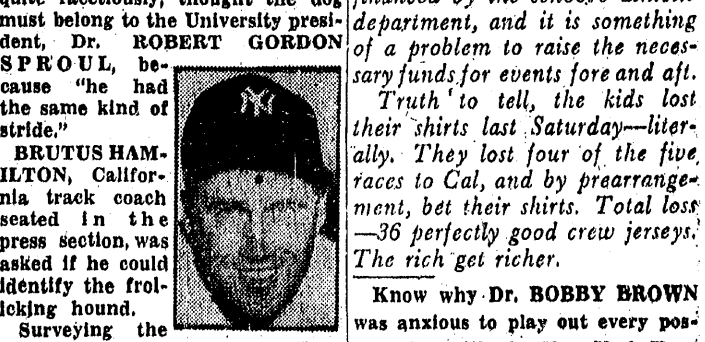 quite facetiously, thought the dog
must belong to the University presi-
dent, Dr. ROBERT GORDON
SPROUL, be-
cause "he had
the same kind of
stride."
BRUTUS HAM-
ILTON, Califor-
nia track coach
seated in the
press section, was
asked if he could
identify the frol-
icking hound.
Surveying the
NY
department, and it is something
of a problem to raise the neces-
sary funds for events fore and aft.
Truth to tell, the kids lost
their shirts last Saturday—liter-
ally. They lost four of the five
races to Cal, and by prearrange-
ment, bet their shirts. Total loss
—36 perfectly good crew jerseys.
The rich get richer.
Know why Dr. BOBBY BROWN
was anxious to play out every pos-